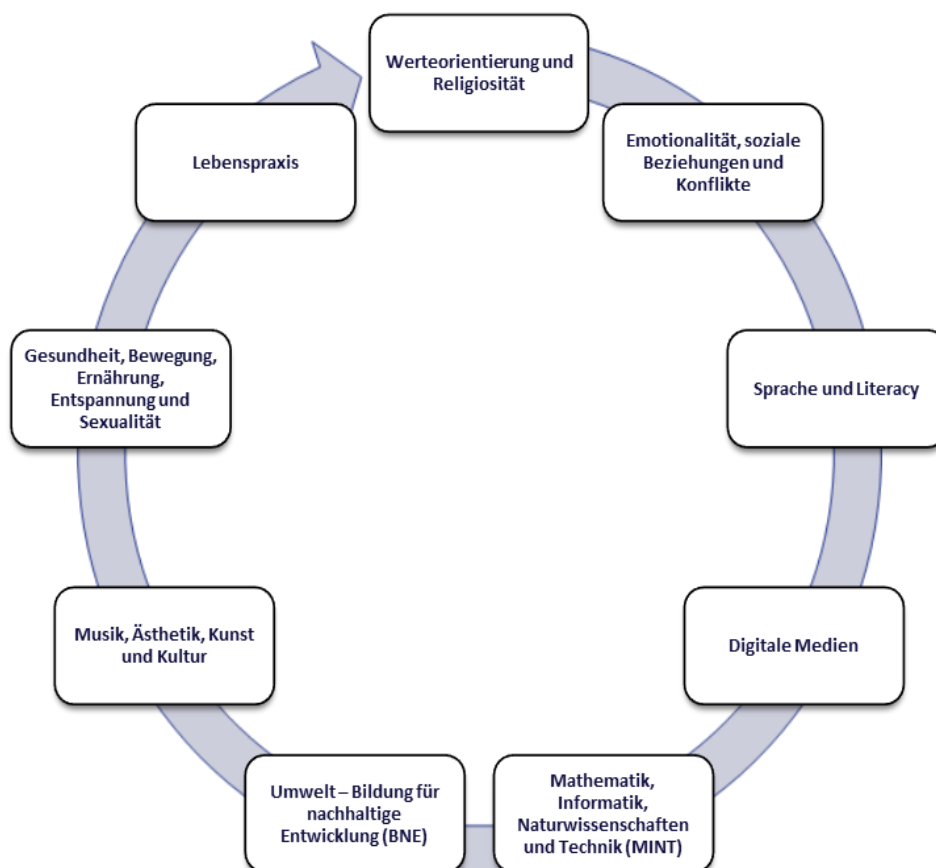 Werteorientierung und
Religiosität
Emotionalität, soziale
Beziehungen und
Konflikte
Sprache und Literacy
Digitale Medien
Mathematik,
Informatik,
Naturwissenschaften
und Technik (MINT)
Umwelt – Bildung für
nachhaltige
Entwicklung (BNE)
Musik, Ästhetik, Kunst
und Kultur
Gesundheit, Bewegung,
Ernährung,
Entspannung und
Sexualität
Lebenspraxis